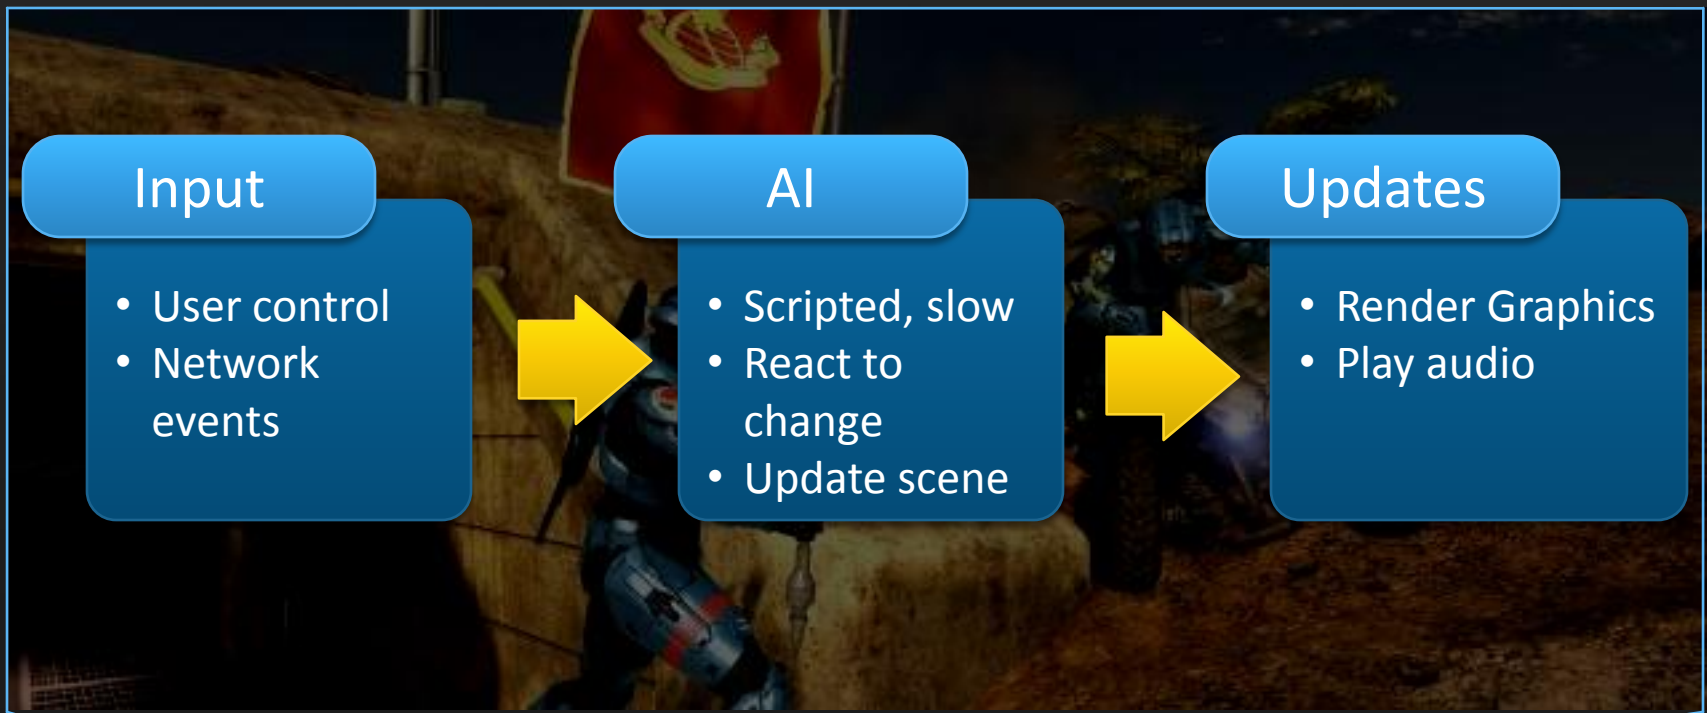 Input
• User control
• Network
events
AI
• Scripted, slow
• React to
change
• Update scene
Updates
• Render Graphics
• Play audio